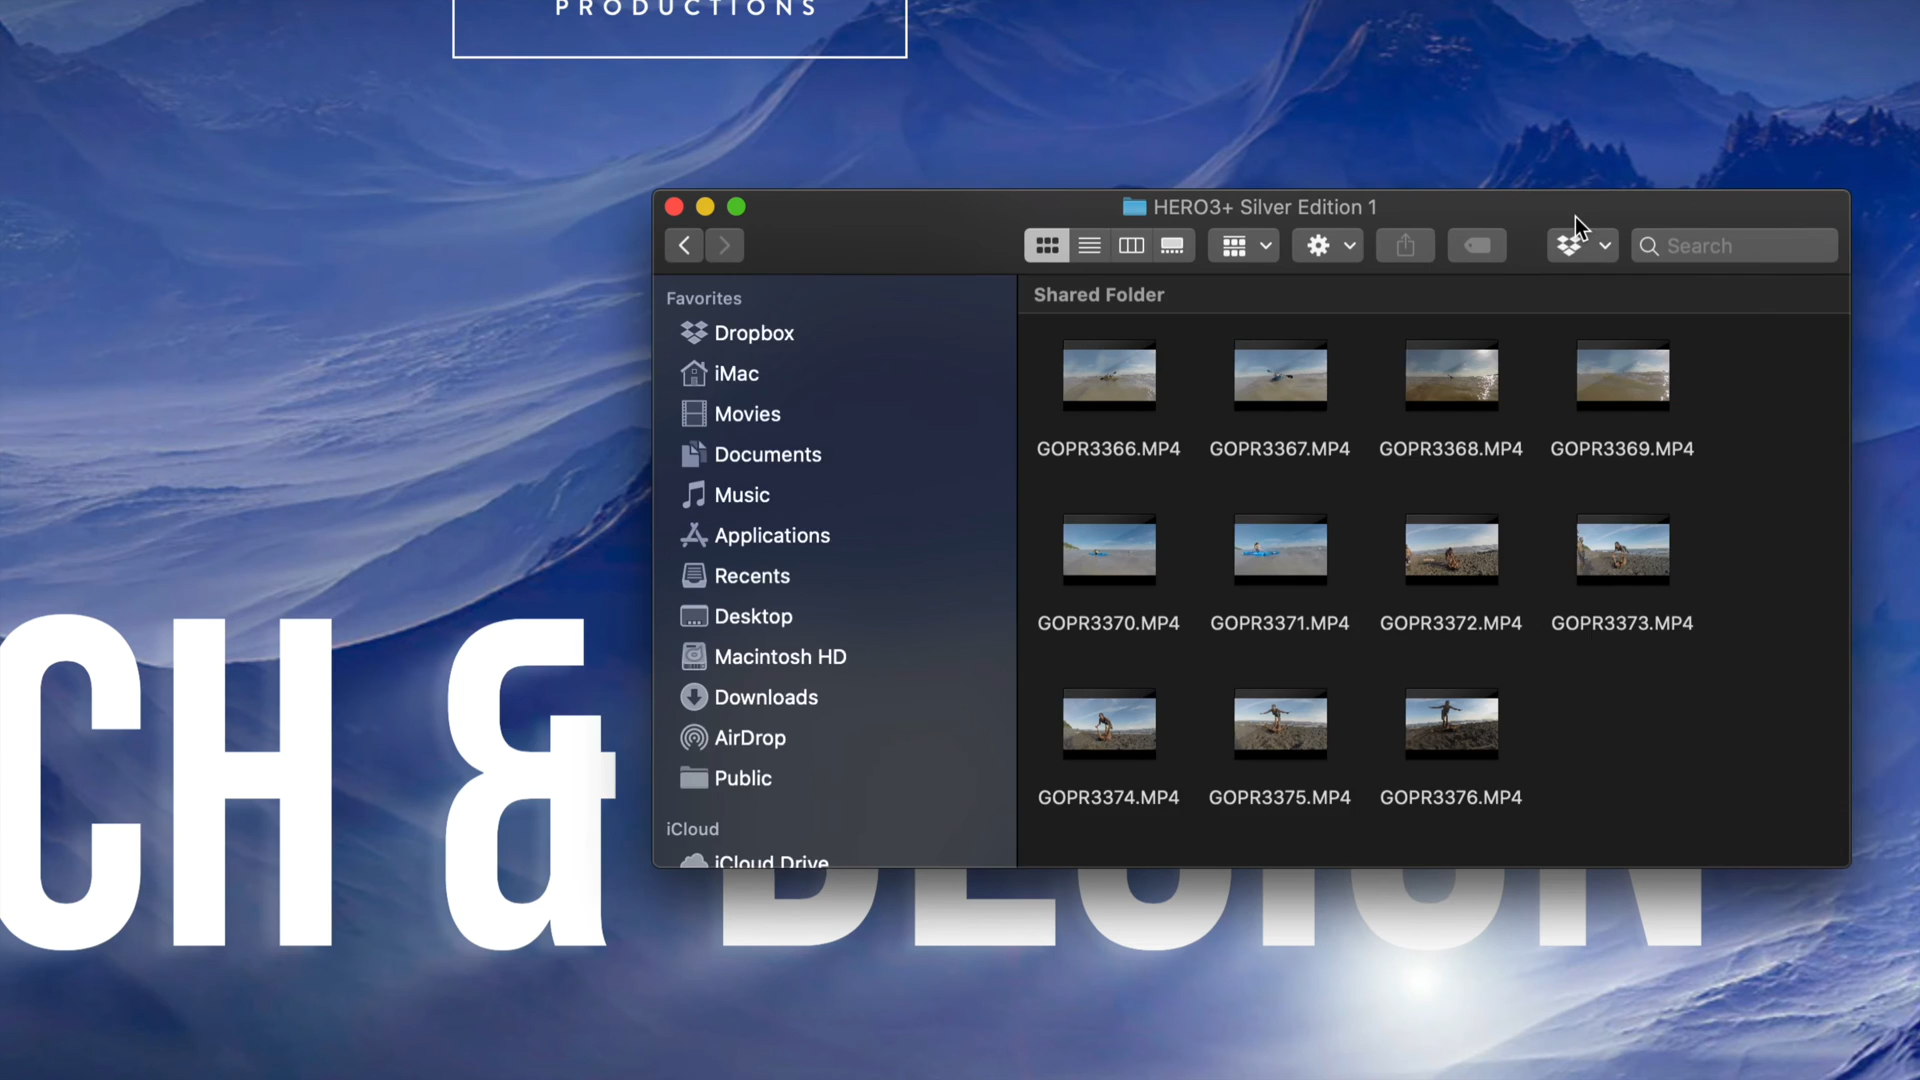 PRODUCTIONS
HERO3+ Silver Edition 1
Search
Favorites
Dropbox
iMac
Movies
Documents
Music
Applications
Recents
Desktop
Macintosh HD
Downloads
AirDrop
Public
iCloud
iCloud Drive
Shared Folder
GOPR3366.MP4 GOPR3367.MP4 GOPR3368.MP4 GOPR3369.MP4
GOPR3370.MP4 GOPR3371.MP4 GOPR3372.MP4 GOPR3373.MP4
GOPR3374.MP4 GOPR3375.MP4 GOPR3376.MP4
CH & DESIGN